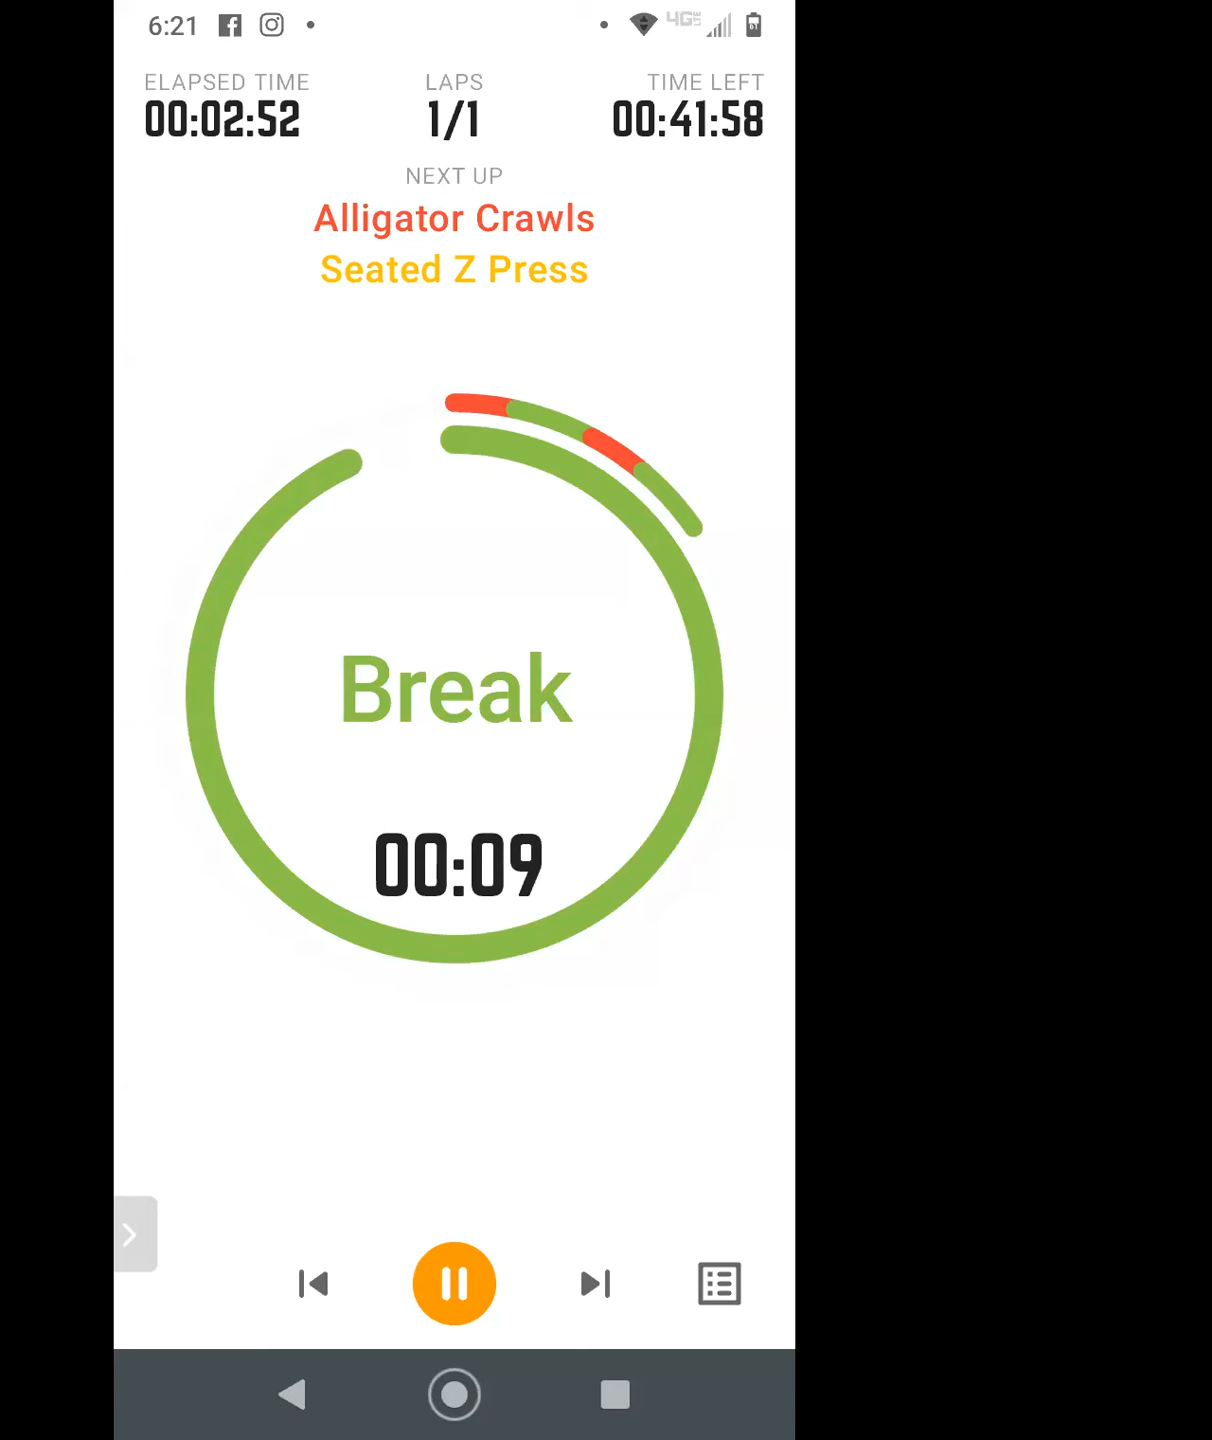 6:21 4G LTE
ELAPSED TIME LAPS TIME LEFT
00:02:52 1/1 00:41:58
NEXT UP
Alligator Crawls
Seated Z Press
Break
00:09